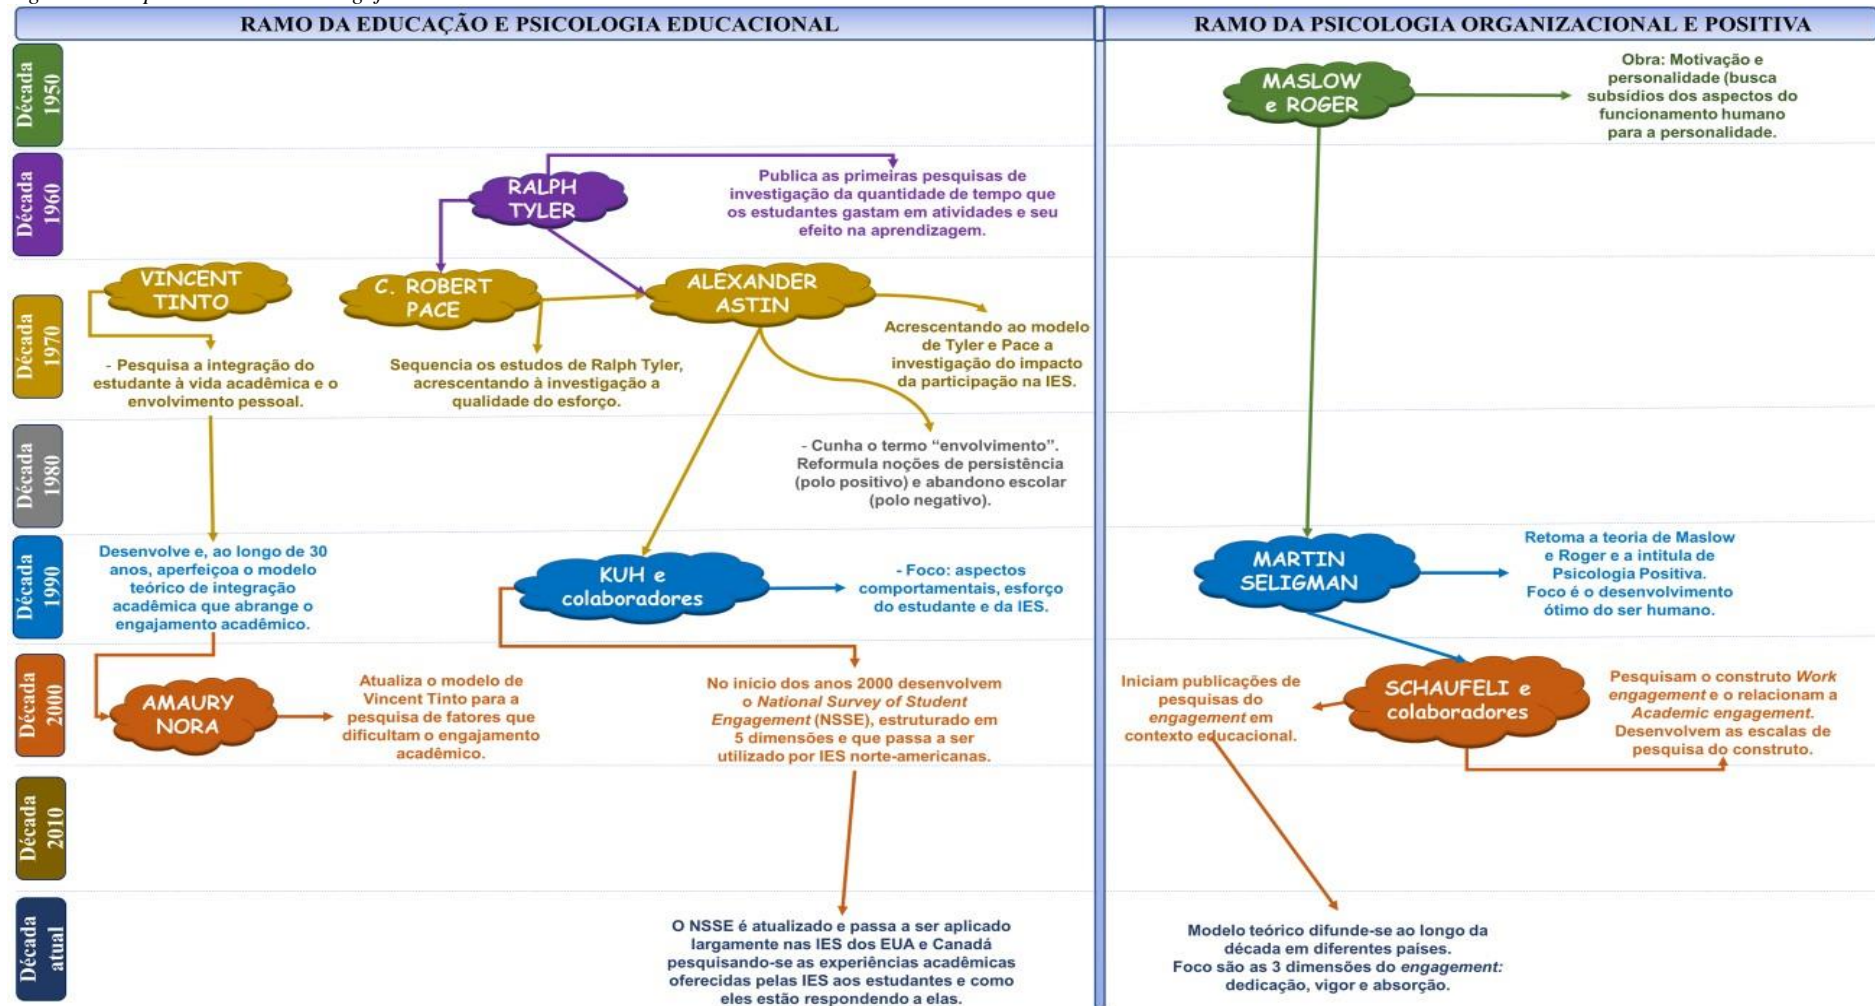 RAMO DA EDUCAÇÃO E PSICOLOGIA EDUCACIONAL
RAMO DA PSICOLOGIA ORGANIZACIONAL E POSITIVA
Década
1950
MASLOW
e ROGER
Obra: Motivação e
personalidade (busca
subsídios dos aspectos do
funcionamento humano
para a personalidade.
Década
1960
RALPH
TYLER
Publica as primeiras pesquisas de
investigação da quantidade de tempo que
os estudantes gastam em atividades e seu
efeito na aprendizagem.
Década
1970
VINCENT
TINTO
- Pesquisa a integração do
estudante à vida acadêmica e o
envolvimento pessoal.
C. ROBERT
PACE
Sequencia os estudos de Ralph Tyler,
acrescentando à investigação a
qualidade do esforço.
ALEXANDER
ASTIN
Acrescentando ao modelo
de Tyler e Pace a
investigação do impacto
da participação na IES.
Década
1980
- Cunha o termo “envolvimento”.
Reformula noções de persistência
(polo positivo) e abandono escolar
(polo negativo).
Década
1990
Desenvolve e, ao longo de 30
anos, aperfeiçoa o modelo
teórico de integração
acadêmica que abrange o
engajamento acadêmico.
KUH e
colaboradores
- Foco: aspectos
comportamentais, esforço
do estudante e da IES.
MARTIN
SELIGMAN
Retoma a teoria de Maslow
e Roger e a intitula de
Psicologia Positiva.
Foco é o desenvolvimento
ótimo do ser humano.
Década
2000
AMAURY
NORA
Atualiza o modelo de
Vincent Tinto para a
pesquisa de fatores que
dificultam o engajamento
acadêmico.
No início dos anos 2000 desenvolvem
o National Survey of Student
Engagement (NSSE), estruturado em
5 dimensões e que passa a ser
utilizado por IES norte-americanas.
Iniciam publicações de
pesquisas do
engagement em
contexto educacional.
SCHAUFELI e
colaboradores
Pesquisam o construto Work
engagement e o relacionam a
Academic engagement.
Desenvolvem as escalas de
pesquisa do construto.
Década
2010
Década
atual
O NSSE é atualizado e passa a ser aplicado
largamente nas IES dos EUA e Canadá
pesquisando-se as experiências acadêmicas
oferecidas pelas IES aos estudantes e como
eles estão respondendo a elas.
Modelo teórico difunde-se ao longo da
década em diferentes países.
Foco são as 3 dimensões do engagement:
dedicação, vigor e absorção.